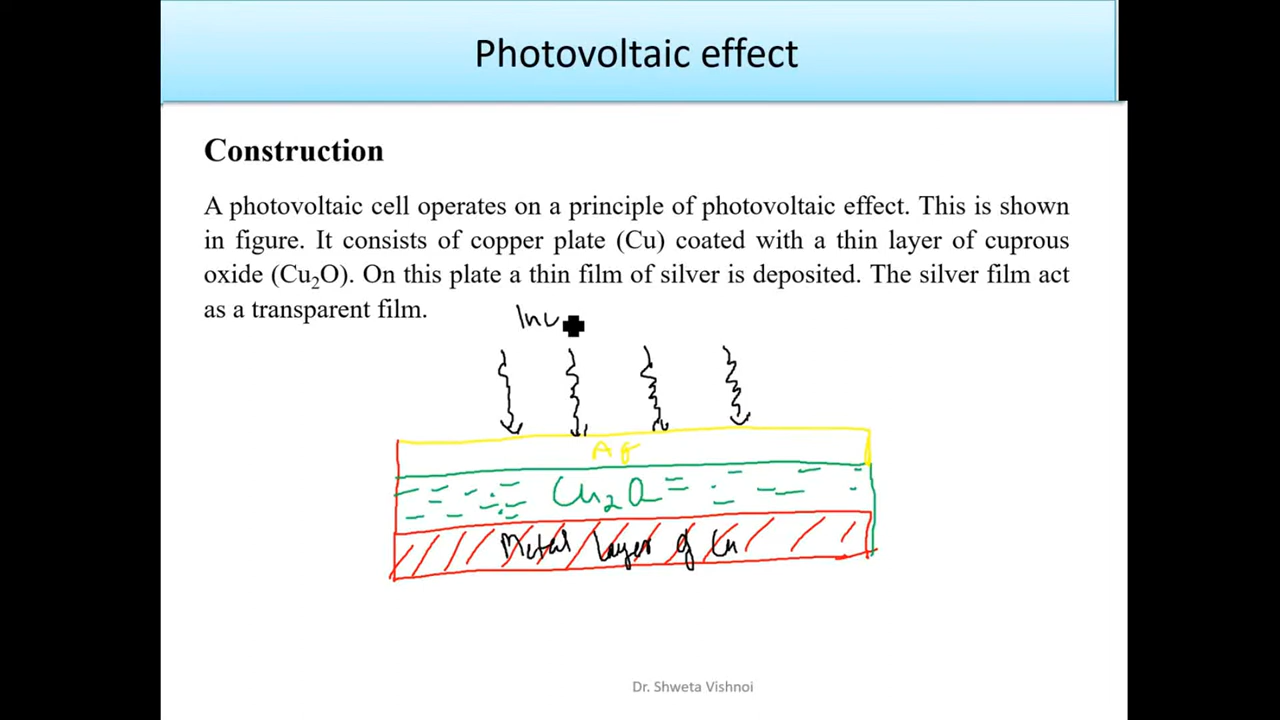 Photovoltaic effect
Construction
A photovoltaic cell operates on a principle of photovoltaic effect. This is shown
in figure. It consists of copper plate (Cu) coated with a thin layer of cuprous
oxide (Cu₂O). On this plate a thin film of silver is deposited. The silver film act
as a transparent film.
Inc
Ag
Cu₂O
Metal layer of Cu
Dr. Shweta Vishnoi